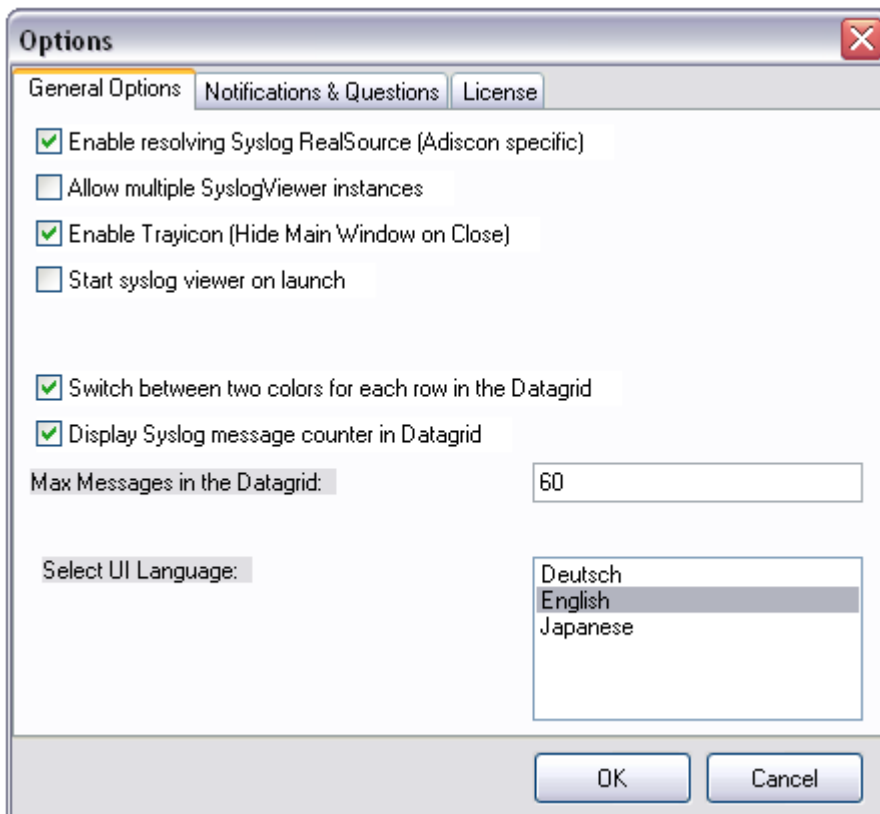 Options
General Options Notifications & Questions License
Enable resolving Syslog RealSource (Adiscon specific)
Allow multiple SyslogViewer instances
Enable Trayicon (Hide Main Window on Close)
Start syslog viewer on launch
Switch between two colors for each row in the Datagrid
Display Syslog message counter in Datagrid
Max Messages in the Datagrid: 60
Select UI Language:
Deutsch
English
Japanese
OK Cancel